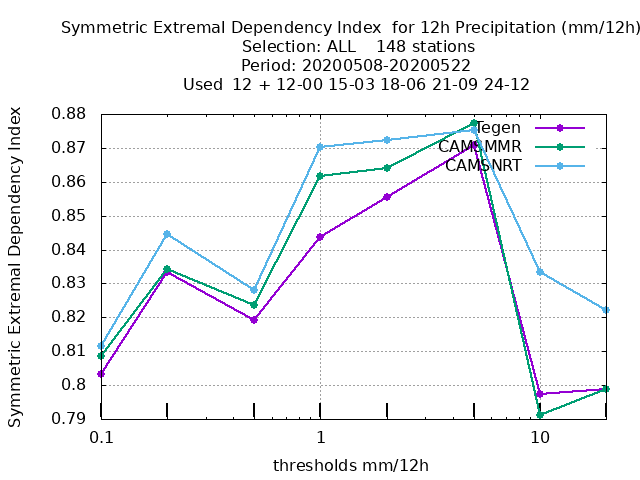 Symmetric Extremal Dependency Index  for 12h Precipitation (mm/12h)
Selection: ALL    148 stations
Period: 20200508-20200522
Used  12 + 12-00 15-03 18-06 21-09 24-12
Symmetric Extremal Dependency Index
0.88
0.87
0.86
0.85
0.84
0.83
0.82
0.81
0.8
0.79
Tegen
CAMSMMR
CAMSNRT
0.1 1 10
thresholds mm/12h